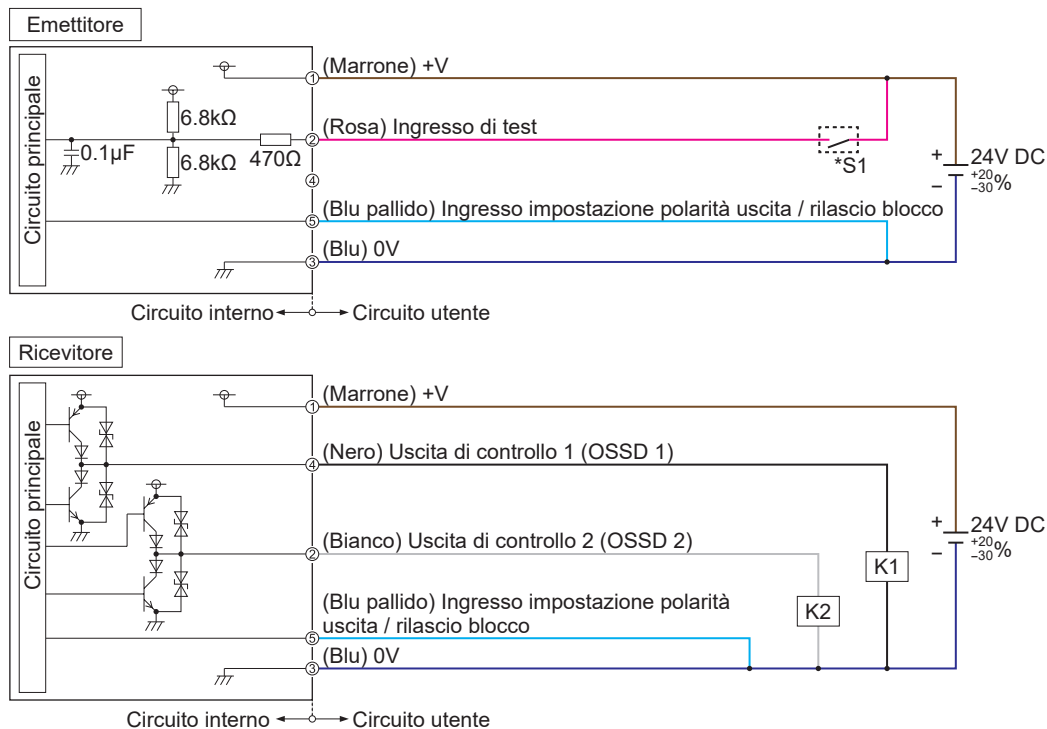 Emettitore
Circuito principale
0.1µF
6.8kΩ
6.8kΩ
470Ω
① (Marrone) +V
② (Rosa) Ingresso di test
*S1
④
⑤ (Blu pallido) Ingresso impostazione polarità uscita / rilascio blocco
③ (Blu) 0V
+
−
24V DC
+20
−30 %
Circuito interno
Circuito utente
Ricevitore
Circuito principale
① (Marrone) +V
④ (Nero) Uscita di controllo 1 (OSSD 1)
② (Bianco) Uscita di controllo 2 (OSSD 2)
⑤ (Blu pallido) Ingresso impostazione polarità
uscita / rilascio blocco
③ (Blu) 0V
K1
K2
+
−
24V DC
+20
−30 %
Circuito interno
Circuito utente